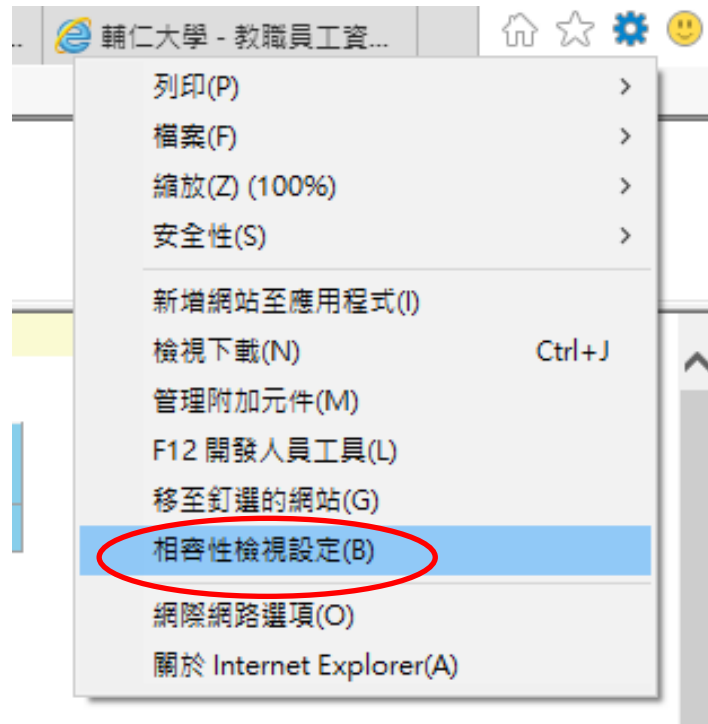 ... 輔仁大學 - 教職員工資...
列印(P)
檔案(F)
縮放(Z) (100%)
安全性(S)
新增網站至應用程式(I)
檢視下載(N) Ctrl+J
管理附加元件(M)
F12 開發人員工具(L)
移至釘選的網站(G)
相容性檢視設定(B)
網際網路選項(O)
關於 Internet Explorer(A)